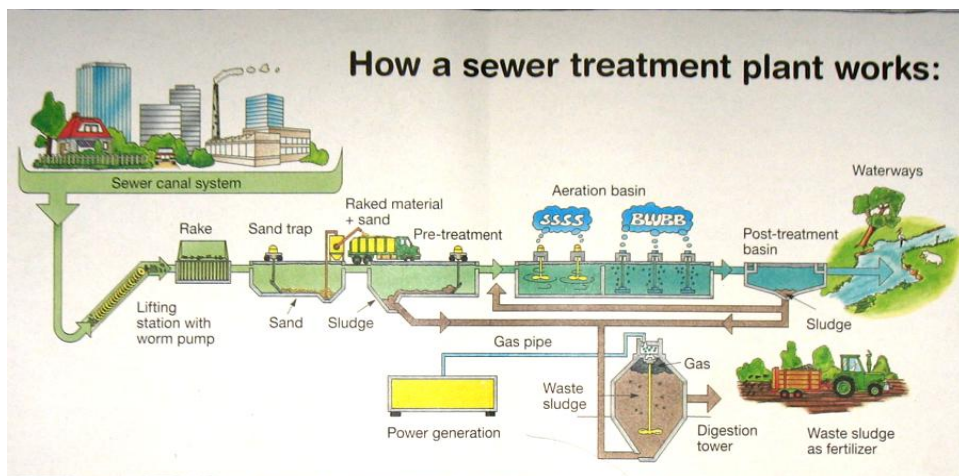 How a sewer treatment plant works:
Sewer canal system
Waterways
Aeration basin
SSSS
BLUBB
Rake
Sand trap
Raked material
+ sand
Pre-treatment
Post-treatment
basin
Lifting
station with
worm pump
Sand
Sludge
Sludge
Gas pipe
Gas
Waste
sludge
Power generation
Digestion
tower
Waste sludge
as fertilizer